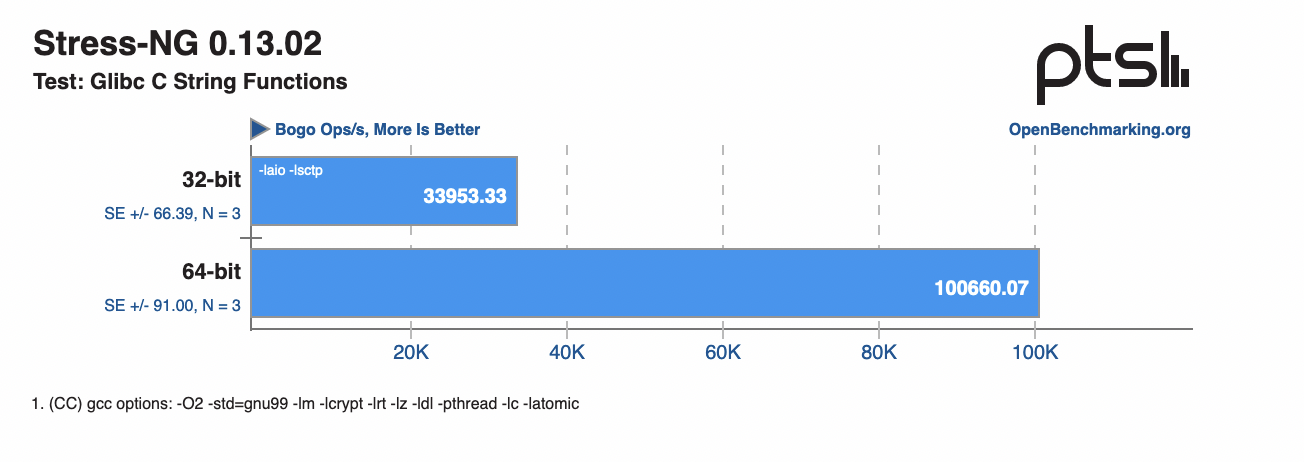 Stress-NG 0.13.02
Test: Glibc C String Functions
pts
Bogo Ops/s, More Is Better
OpenBenchmarking.org
32-bit
-laio -lsctp
33953.33
SE +/- 66.39, N = 3
64-bit
100660.07
SE +/- 91.00, N = 3
20K 40K 60K 80K 100K
1. (CC) gcc options: -O2 -std=gnu99 -lm -lcrypt -lrt -lz -ldl -pthread -lc -latomic